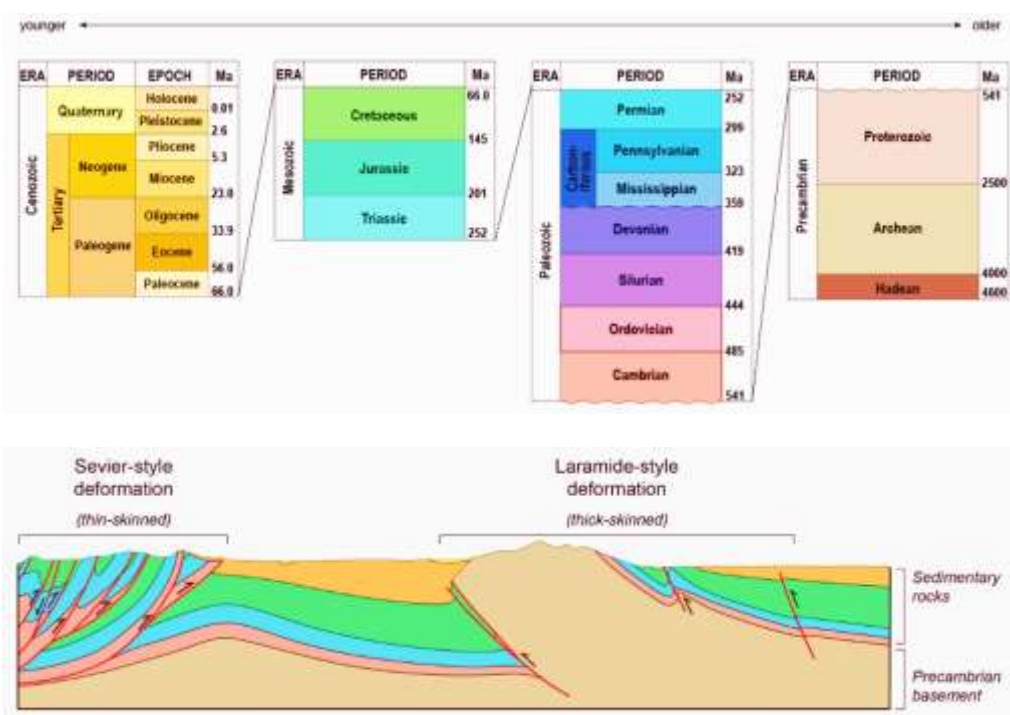 younger older
ERA PERIOD EPOCH Ma
Cenozoic
Tertiary
Quaternary
Neogene
Paleogene
Holocene
0.01
Pleistocene
2.6
Pliocene
5.3
Miocene
23.0
Oligocene
33.9
Eocene
56.0
Paleocene
66.0
ERA PERIOD Ma
Mesozoic
66.0
Cretaceous
145
Jurassic
201
Triassic
252
ERA PERIOD Ma
Paleozoic
252
Permian
299
Carbon-
iferous
Pennsylvanian
323
Mississippian
359
Devonian
419
Silurian
444
Ordovician
485
Cambrian
541
ERA PERIOD Ma
Precambrian
541
Proterozoic
2500
Archean
4000
Hadean
4600
Sevier-style
deformation
(thin-skinned)
Laramide-style
deformation
(thick-skinned)
Sedimentary
rocks
Precambrian
basement